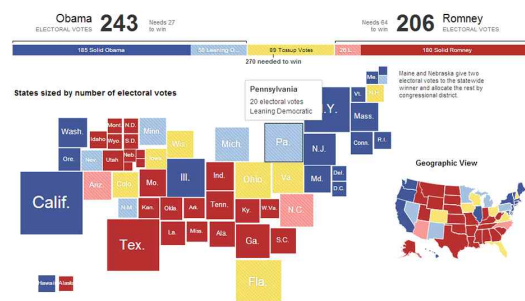 Obama 243 Needs 27
ELECTORAL VOTES to win
Needs 64 206 Romney
to win ELECTORAL VOTES
185 Solid Obama
89 Tossup Votes
180 Solid Romney
270 needed to win
States sized by number of electoral votes
Pennsylvania
20 electoral votes
Leaning Democratic
Maine and Nebraska give two
electoral votes to the statewide
winner and allocate the rest by
congressional district.
Geographic View
Me.
Vt.
N.Y.
Mass.
Conn.
R.I.
Wash.
Mont.
N.D.
Minn.
Idaho
Wyo.
S.D.
Wis.
Mich.
Pa.
N.J.
Ore.
Nev.
Utah
Neb.
Iowa
Calif.
Ariz.
Colo.
Mo.
Ill.
Ind.
Ohio
Va.
Md.
Del.
D.C.
N.M.
Kan.
Okla.
Ark.
Tenn.
Ky.
W.Va.
N.C.
Tex.
La.
Miss.
Ala.
Ga.
S.C.
Fla.
Hawaii
Alaska